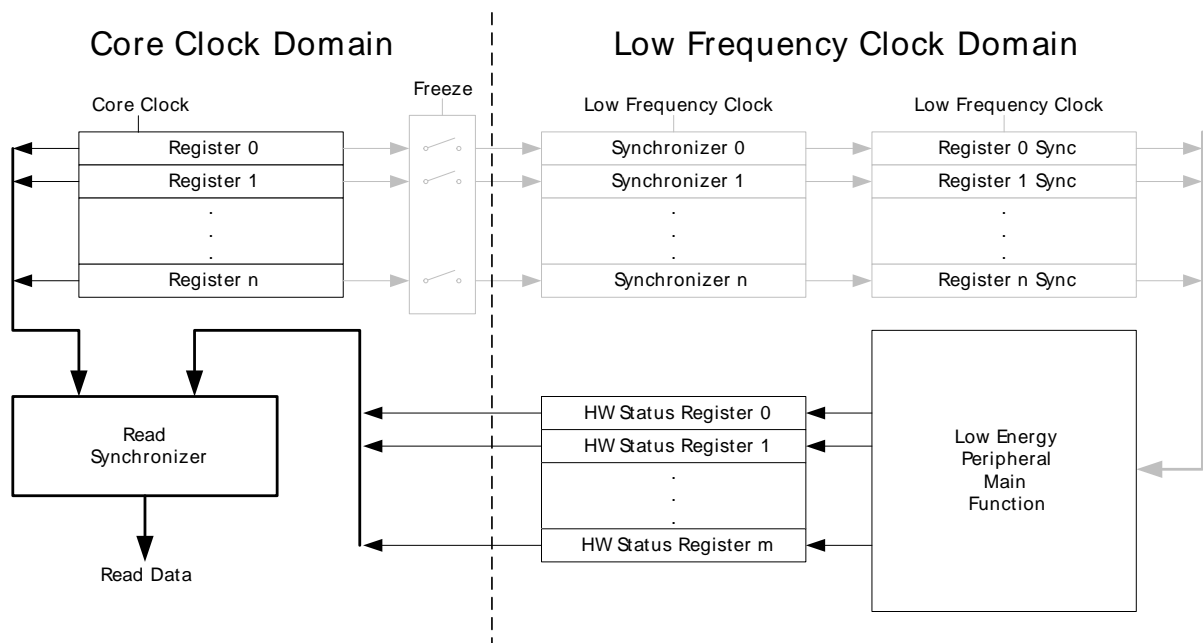 Core Clock Domain
Low Frequency Clock Domain
Freeze
Core Clock
Low Frequency Clock
Low Frequency Clock
Register 0
Synchronizer 0
Register 0 Sync
Register 1
Synchronizer 1
Register 1 Sync
.
.
.
.
.
.
.
.
.
Register n
Synchronizer n
Register n Sync
Read
Synchronizer
HW Status Register 0
HW Status Register 1
.
.
.
HW Status Register m
Low Energy
Peripheral
Main
Function
Read Data